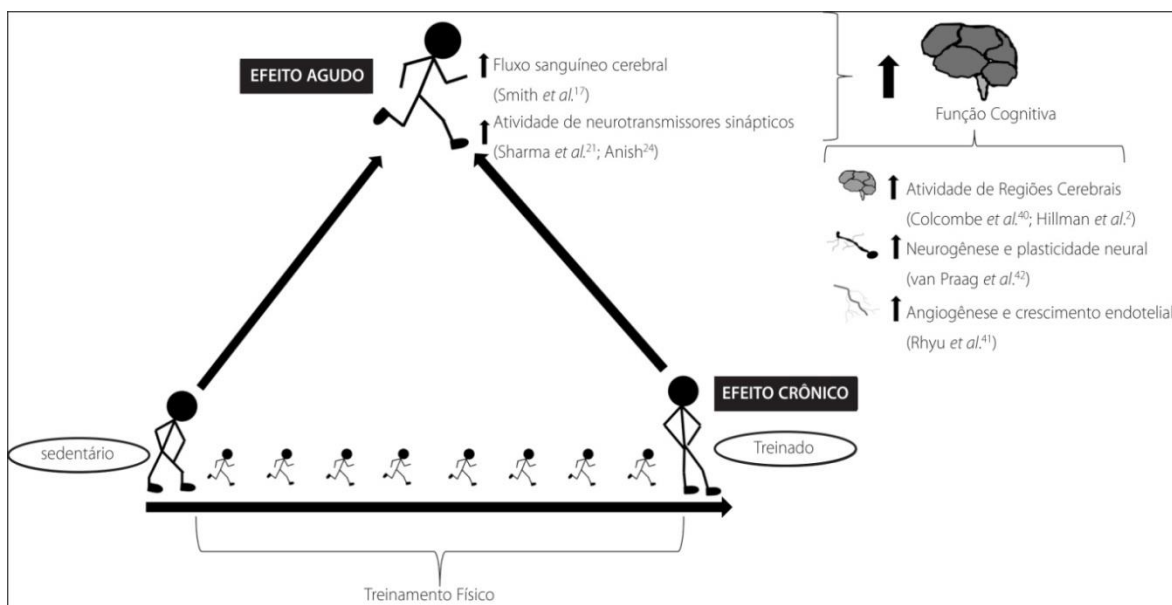 EFEITO AGUDO
Fluxo sanguíneo cerebral
(Smith et al.17)
Atividade de neurotransmissores sinápticos
(Sharma et al.21; Anish24)
Função Cognitiva
Atividade de Regiões Cerebrais
(Colcombe et al.40; Hillman et al.2)
Neurogênese e plasticidade neural
(van Praag et al.42)
Angiogênese e crescimento endotelial
(Rhyu et al.41)
EFEITO CRÔNICO
sedentário
Treinado
Treinamento Físico